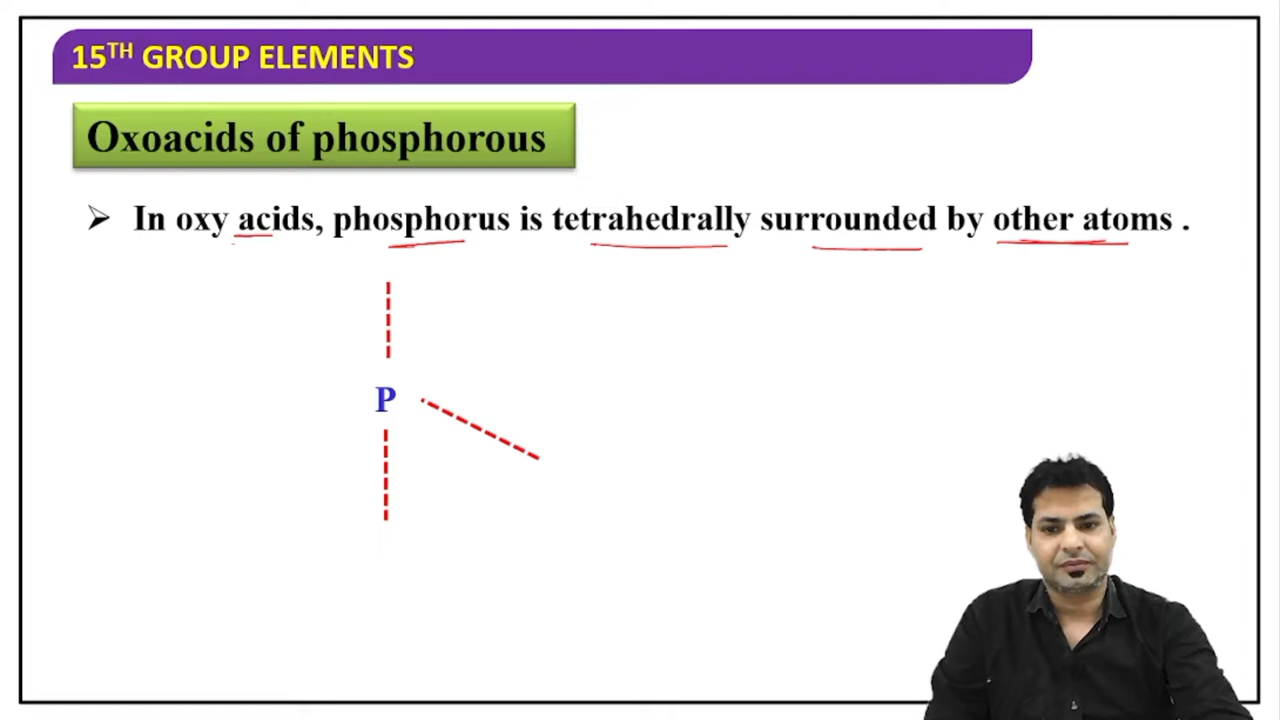 15TH GROUP ELEMENTS
Oxoacids of phosphorous
➢ In oxy acids, phosphorus is tetrahedrally surrounded by other atoms .
P